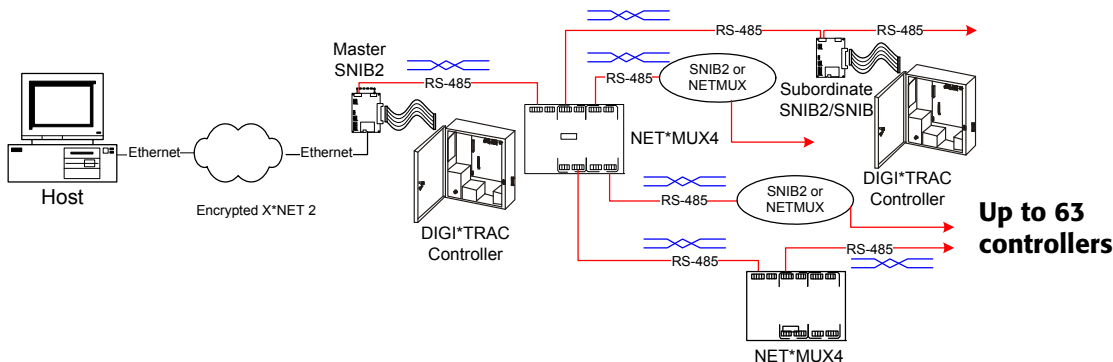 Host
Ethernet
Encrypted X*NET 2
Ethernet
Master
SNIB2
RS-485
DIGI*TRAC
Controller
NET*MUX4
RS-485
RS-485
SNIB2 or
NETMUX
RS-485
Subordinate
SNIB2/SNIB
DIGI*TRAC
Controller
RS-485
SNIB2 or
NETMUX
RS-485
RS-485
NET*MUX4
Up to 63
controllers